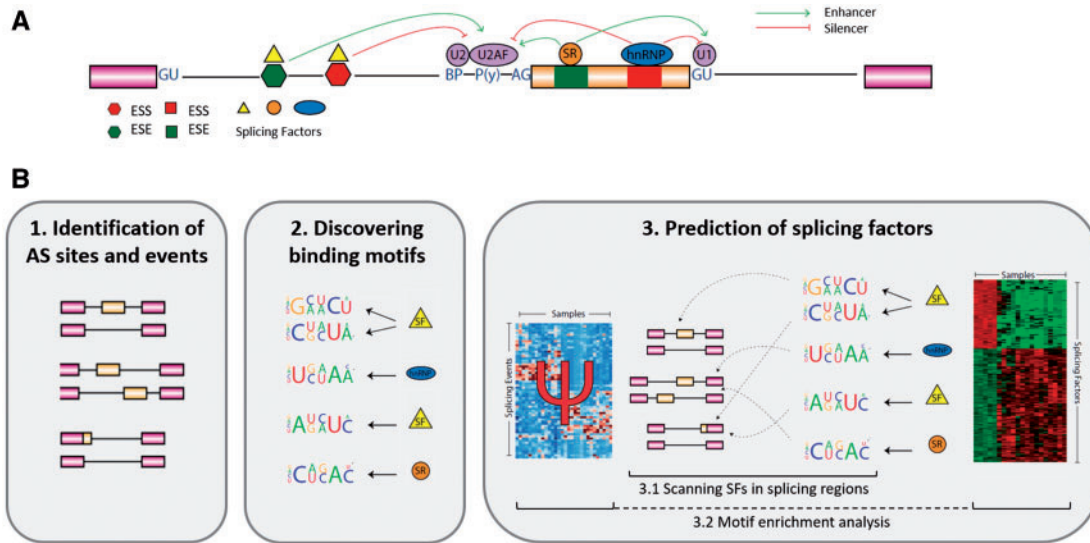 A
Enhancer
Silencer
U2 U2AF SR hnRNP U1
GU BP P(y) AG GU
ESS ESS
ESE ESE
Splicing Factors
B
1. Identification of
AS sites and events
2. Discovering
binding motifs
SF
hnRNP
SF
SR
3. Prediction of splicing factors
Samples
Splicing Events
Ψ
SF
hnRNP
SF
SR
Samples
Splicing Factors
3.1 Scanning SFs in splicing regions
3.2 Motif enrichment analysis